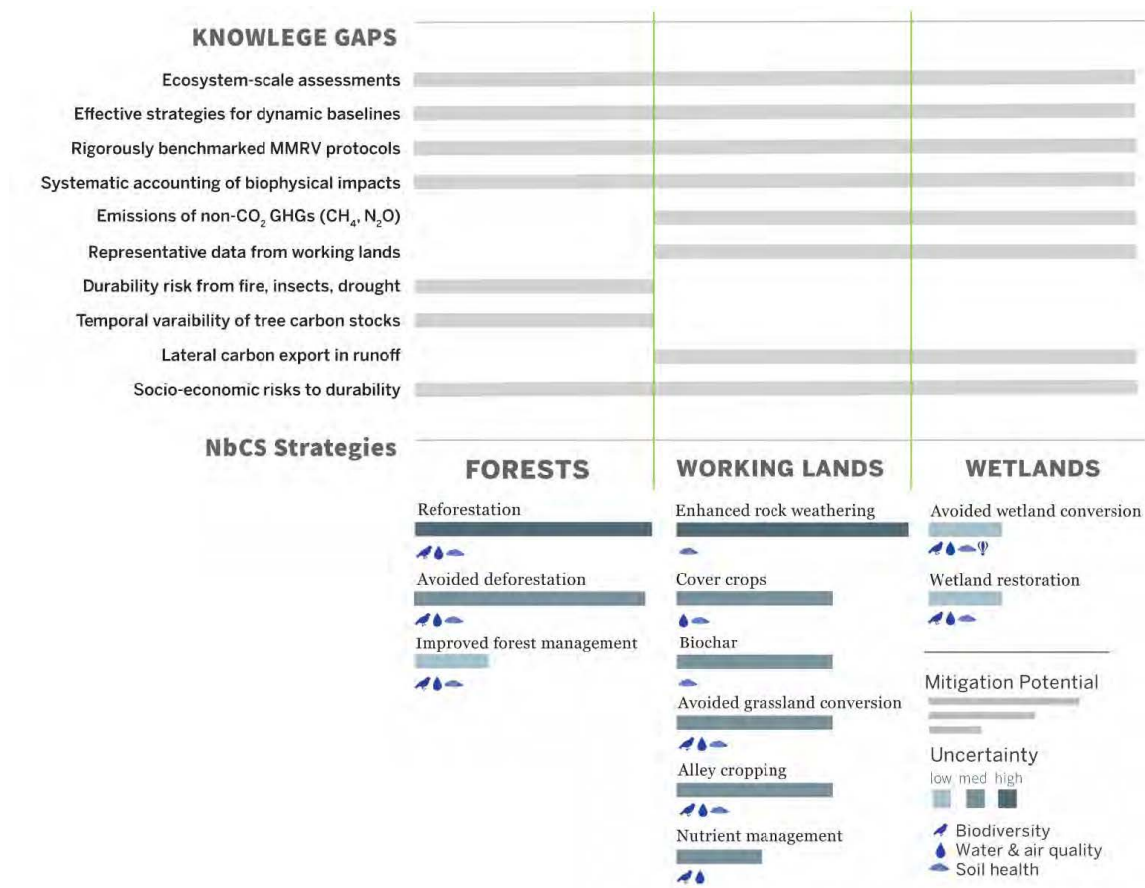 KNOWLEGE GAPS
Ecosystem-scale assessments
Effective strategies for dynamic baselines
Rigorously benchmarked MMRV protocols
Systematic accounting of biophysical impacts
Emissions of non-CO₂ GHGs (CH₄, N₂O)
Representative data from working lands
Durability risk from fire, insects, drought
Temporal varaibility of tree carbon stocks
Lateral carbon export in runoff
Socio-economic risks to durability
NbCS Strategies
FORESTS
Reforestation
Avoided deforestation
Improved forest management
WORKING LANDS
Enhanced rock weathering
Cover crops
Biochar
Avoided grassland conversion
Alley cropping
Nutrient management
WETLANDS
Avoided wetland conversion
Wetland restoration
Mitigation Potential
Uncertainty
low med high
Biodiversity
Water & air quality
Soil health